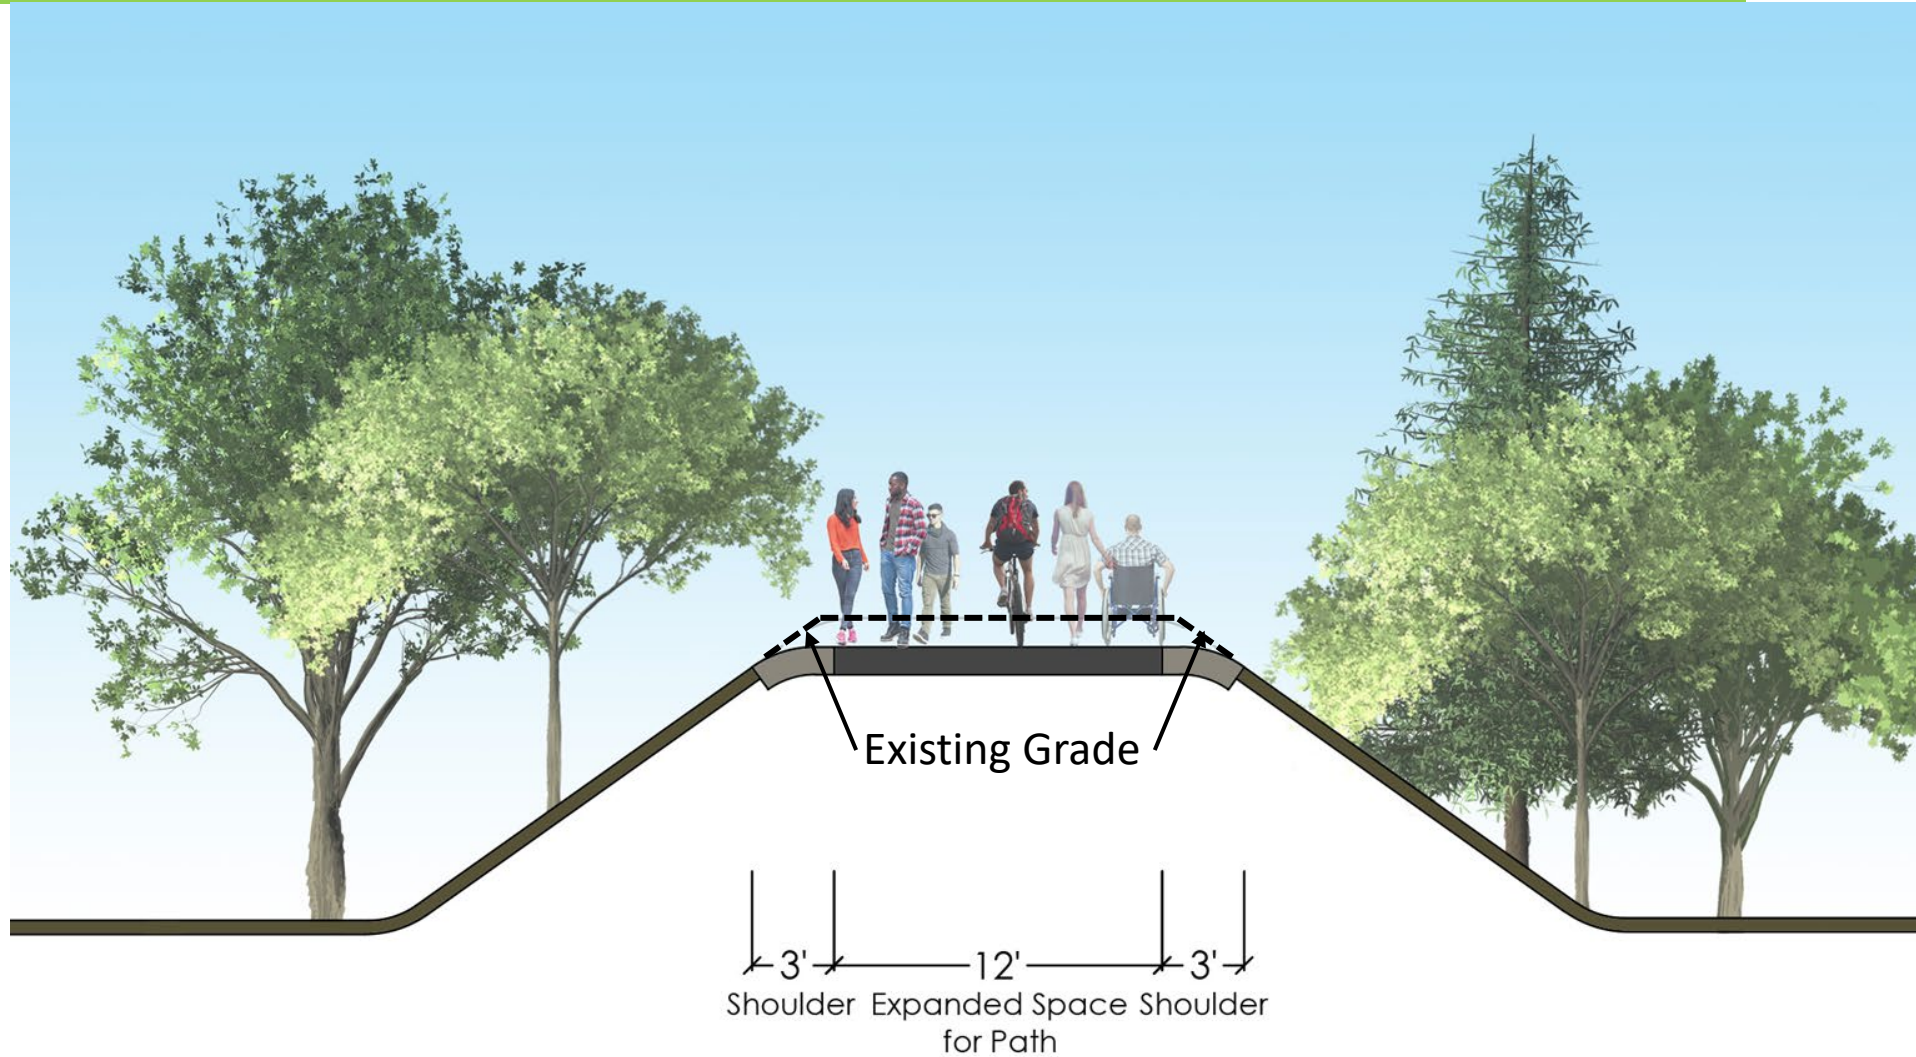 Existing Grade
3' 12' 3'
Shoulder Expanded Space Shoulder
for Path